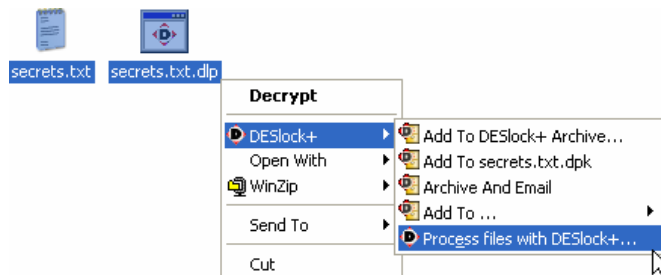 secrets.txt
secrets.txt.dlp
Decrypt
DESlock+
Open With
WinZip
Send To
Cut
Add To DESlock+ Archive...
Add To secrets.txt.dpk
Archive And Email
Add To ...
Process files with DESlock+...